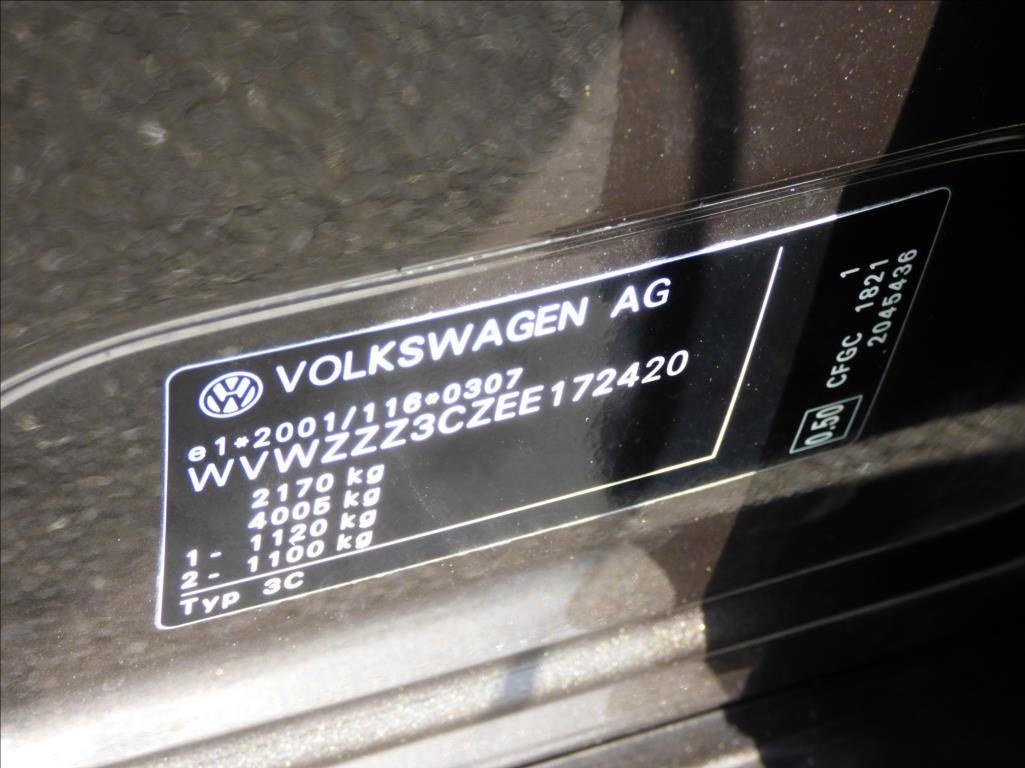 VOLKSWAGEN AG
e1*2001/116*0307
WVWZZZ3CZEE172420
2170 kg
4005 kg
1 - 1120 kg
2 - 1100 kg
Typ 3C
1
CFGC 1821
0.50 2045436